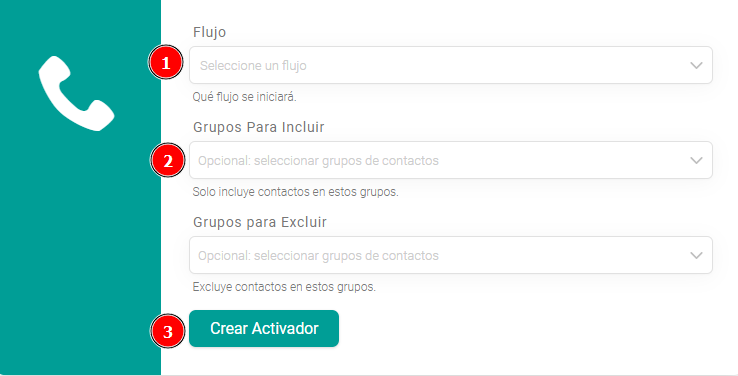 Flujo
1
Seleccione un flujo
Qué flujo se iniciará.
Grupos Para Incluir
2
Opcional: seleccionar grupos de contactos
Solo incluye contactos en estos grupos.
Grupos para Excluir
Opcional: seleccionar grupos de contactos
Excluye contactos en estos grupos.
3
Crear Activador